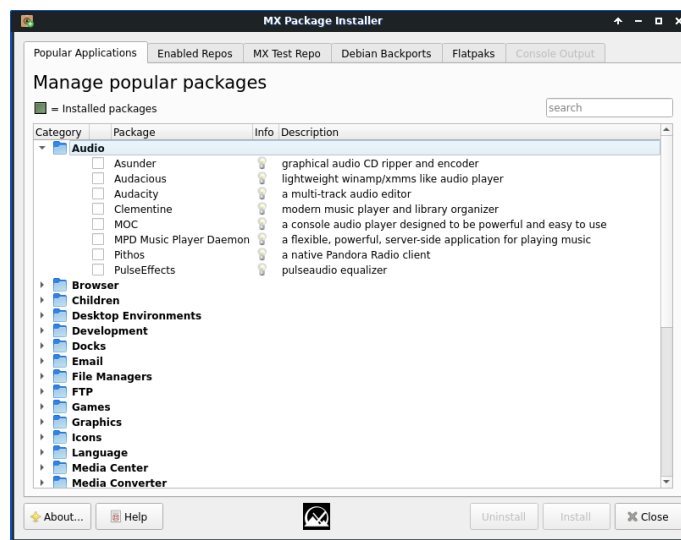 MX Package Installer
Popular Applications Enabled Repos MX Test Repo Debian Backports Flatpaks Console Output
Manage popular packages
= Installed packages search
Category Package Info Description
Audio
Asunder graphical audio CD ripper and encoder
Audacious lightweight winamp/xmms like audio player
Audacity a multi-track audio editor
Clementine modern music player and library organizer
MOC a console audio player designed to be powerful and easy to use
MPD Music Player Daemon a flexible, powerful, server-side application for playing music
Pithos a native Pandora Radio client
PulseEffects pulseaudio equalizer
Browser
Children
Desktop Environments
Development
Docks
Email
File Managers
FTP
Games
Graphics
Icons
Language
Media Center
Media Converter
About... Help Uninstall Install Close